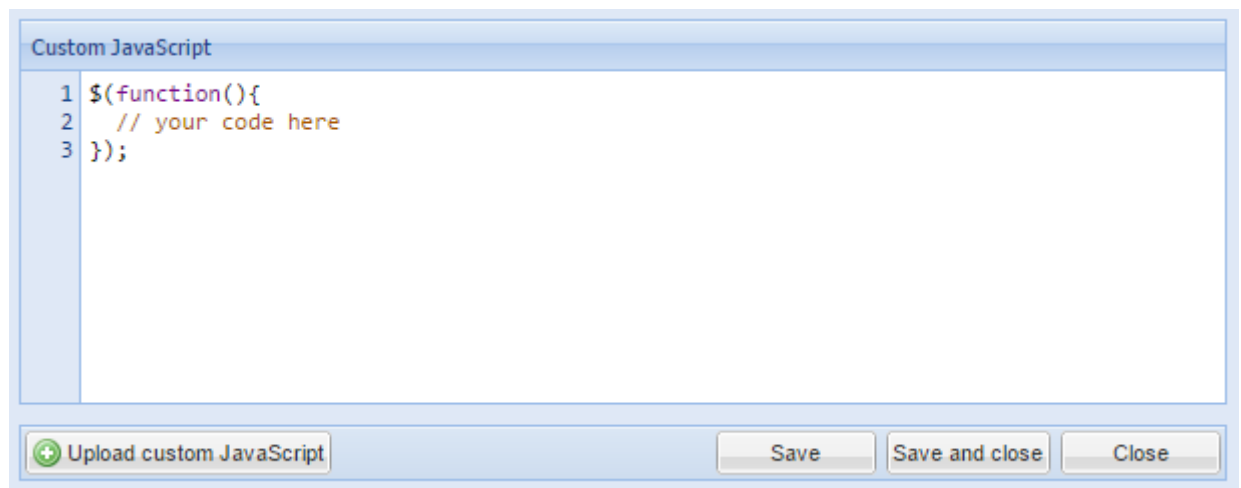 Custom JavaScript
1 $(function(){
2   // your code here
3 });
Upload custom JavaScript Save Save and close Close